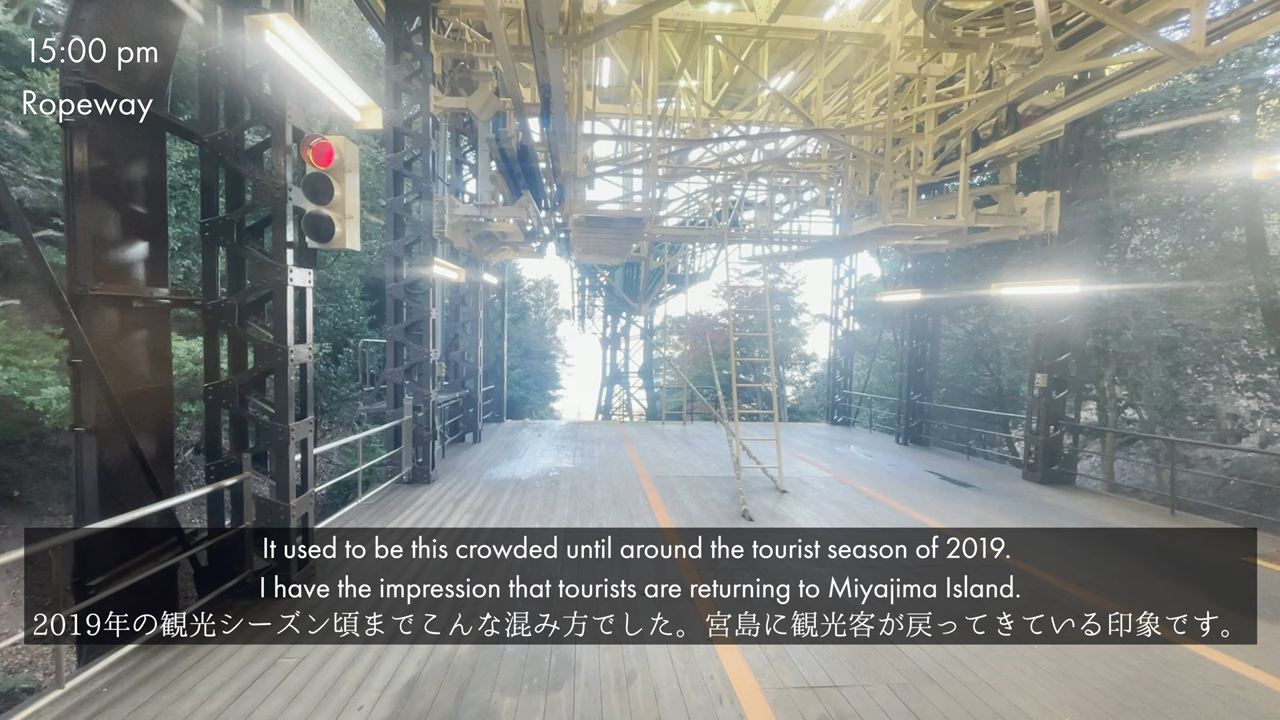 15:00 pm
Ropeway
It used to be this crowded until around the tourist season of 2019.
I have the impression that tourists are returning to Miyajima Island.
2019年の観光シーズン頃までこんな混み方でした。宮島に観光客が戻ってきている印象です。